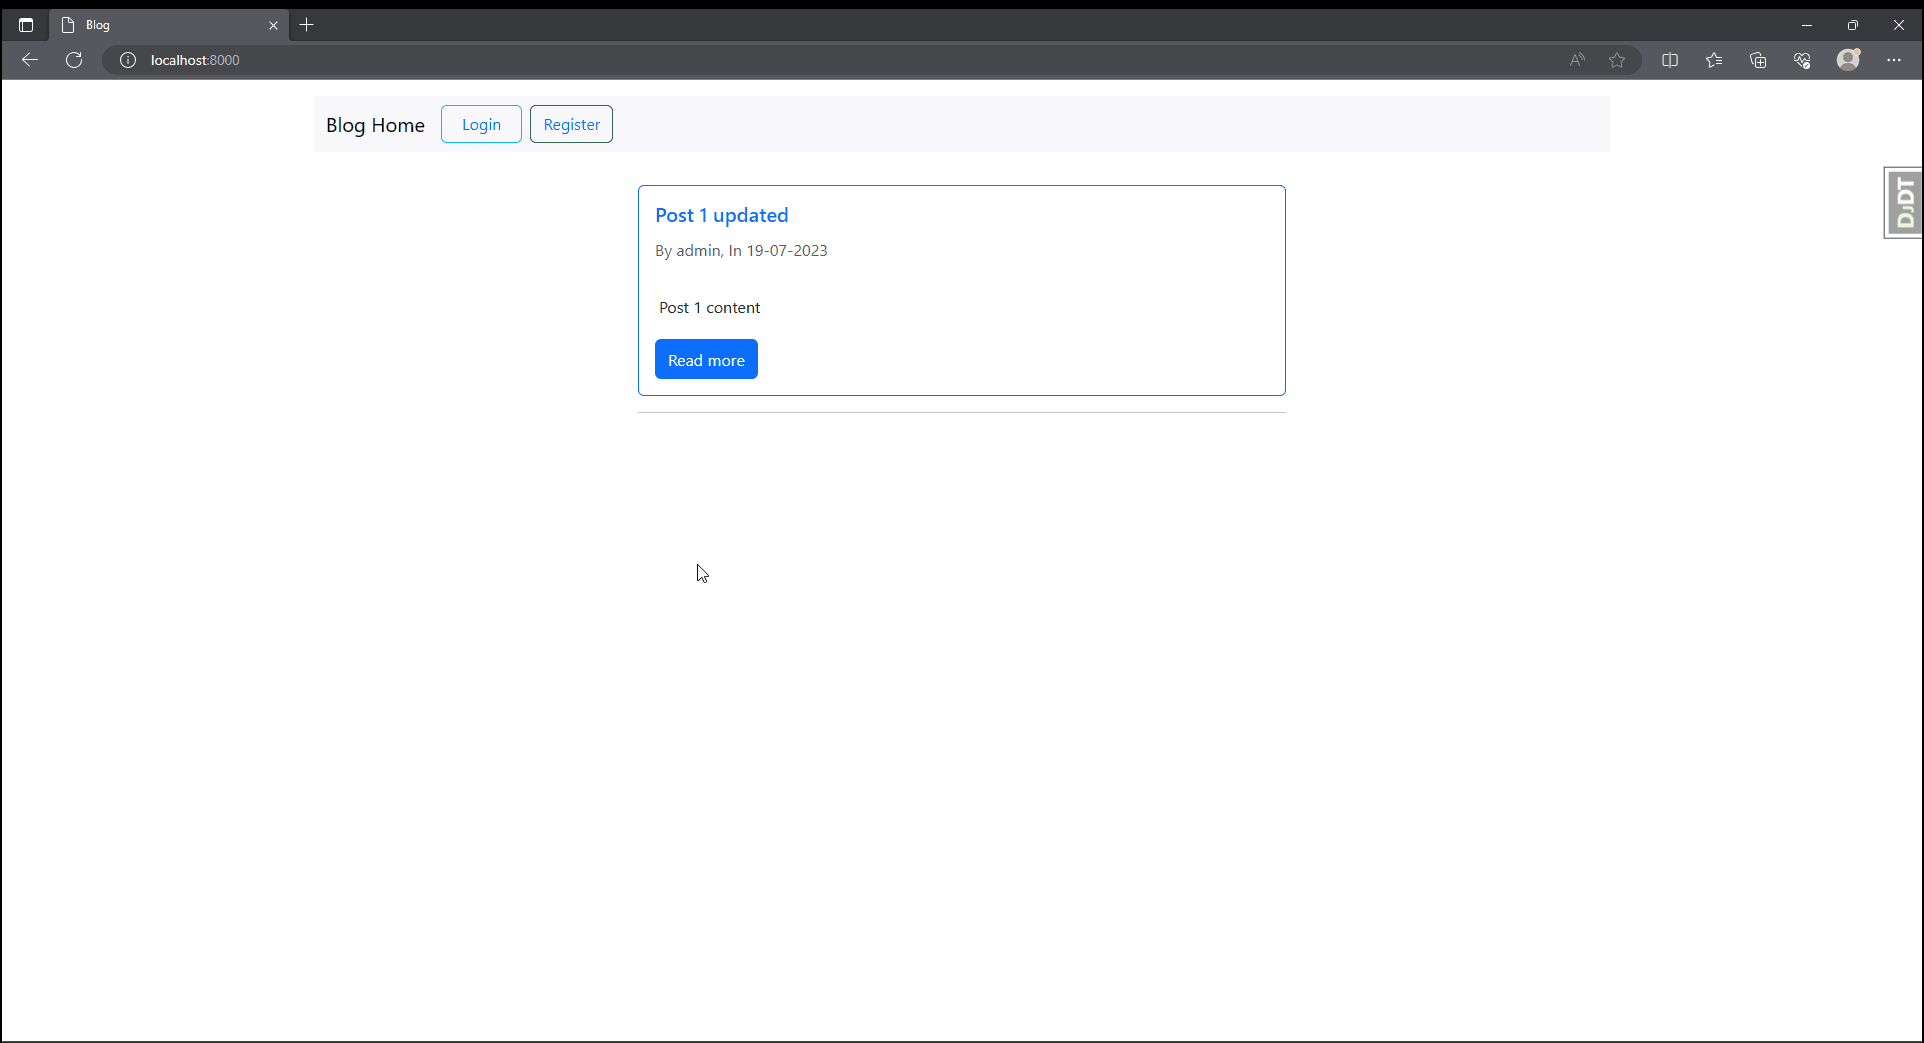 Blog
localhost:8000
Blog Home Login Register
DJDT
Post 1 updated
By admin, In 19-07-2023
Post 1 content
Read more